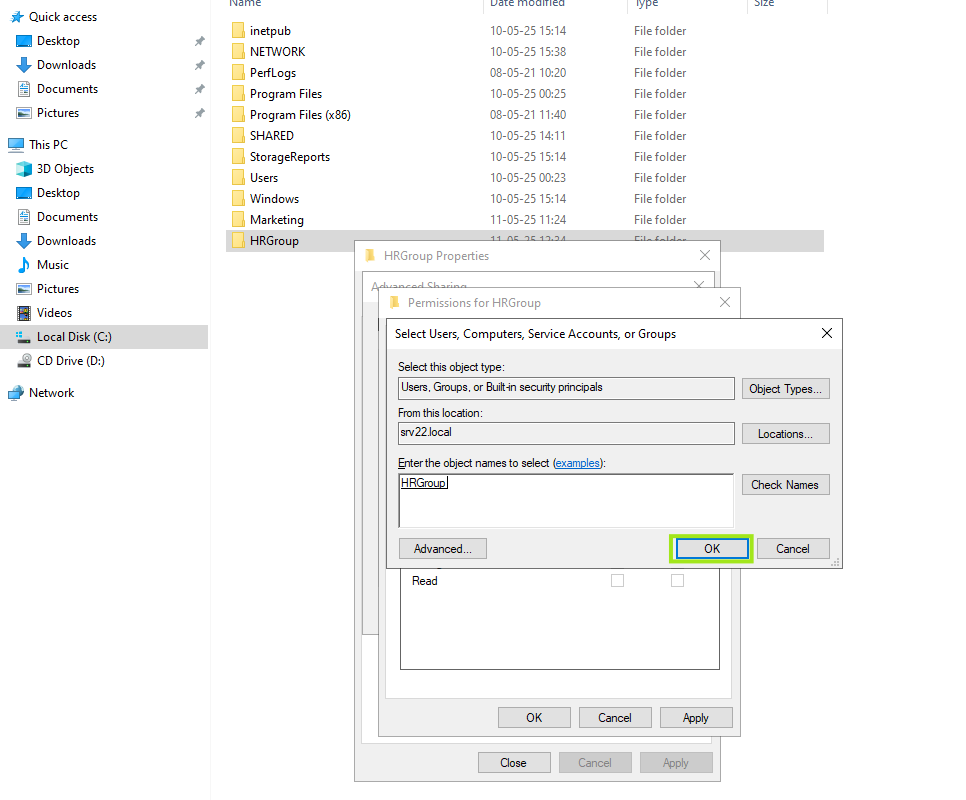 Name Date modified Type Size
Quick access
Desktop
Downloads
Documents
Pictures
This PC
3D Objects
Desktop
Documents
Downloads
Music
Pictures
Videos
Local Disk (C:)
CD Drive (D:)
Network
inetpub 10-05-25 15:14 File folder
NETWORK 10-05-25 15:38 File folder
PerfLogs 08-05-21 10:20 File folder
Program Files 10-05-25 00:25 File folder
Program Files (x86) 08-05-21 11:40 File folder
SHARED 10-05-25 14:11 File folder
StorageReports 10-05-25 15:14 File folder
Users 10-05-25 00:23 File folder
Windows 10-05-25 15:14 File folder
Marketing 11-05-25 11:24 File folder
HRGroup 11-05-25 12:34 File folder
HRGroup Properties
Advanced Sharing
Permissions for HRGroup
Select Users, Computers, Service Accounts, or Groups
Select this object type:
Users, Groups, or Built-in security principals Object Types...
From this location:
srv22.local Locations...
Enter the object names to select (examples):
HRGroup Check Names
Advanced... OK Cancel
Read
OK Cancel Apply
Close Cancel Apply